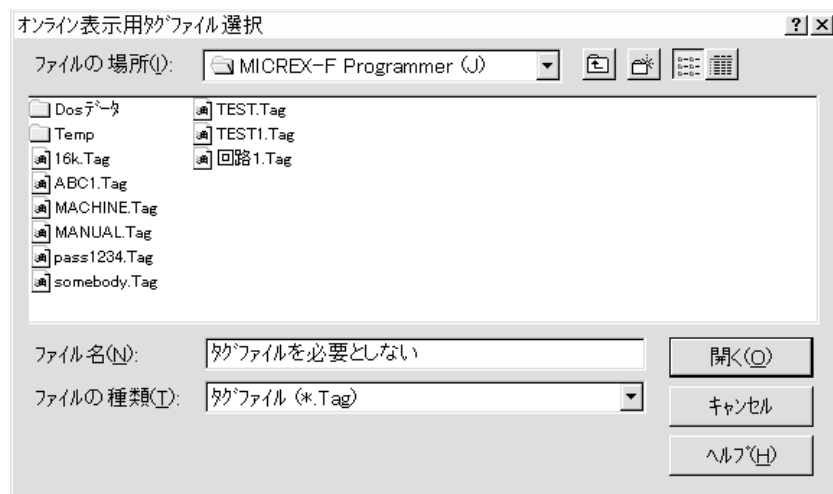 オンライン表示用ﾀｸﾞﾌｧｲﾙ選択
ﾌｧｲﾙの場所(I): MICREX-F Programmer (J)
Dosﾃﾞｰﾀ
Temp
16k.Tag
ABC1.Tag
MACHINE.Tag
MANUAL.Tag
pass1234.Tag
somebody.Tag
TEST.Tag
TEST1.Tag
回路1.Tag
ﾌｧｲﾙ名(N): ﾀｸﾞﾌｧｲﾙを必要としない
開く(O)
ﾌｧｲﾙの種類(T): ﾀｸﾞﾌｧｲﾙ (*.Tag)
ｷｬﾝｾﾙ
ﾍﾙﾌﾟ(H)